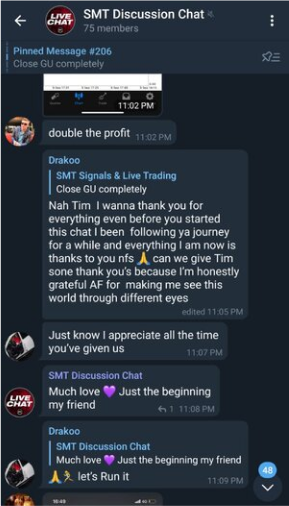 LIVE
CHAT
SMT Discussion Chat
75 members
Pinned Message #206
Close GU completely
11:02 PM
double the profit 11:02 PM
Drakoo
SMT Signals & Live Trading
Close GU completely
Nah Tim I wanna thank you for
everything even before you started
this chat I been following ya journey
for a while and everything I am now is
thanks to you nfs 🙏 can we give Tim
sone thank you's because I'm honestly
grateful AF for making me see this
world through different eyes
edited 11:05 PM
Just know I appreciate all the time
you've given us 11:07 PM
SMT Discussion Chat
Much love 💜 Just the beginning
my friend 1 11:08 PM
LIVE
CHAT
Drakoo
SMT Discussion Chat
Much love 💜 Just the beginning my friend
🙏🏃 let's Run it 11:09 PM
48
10:49